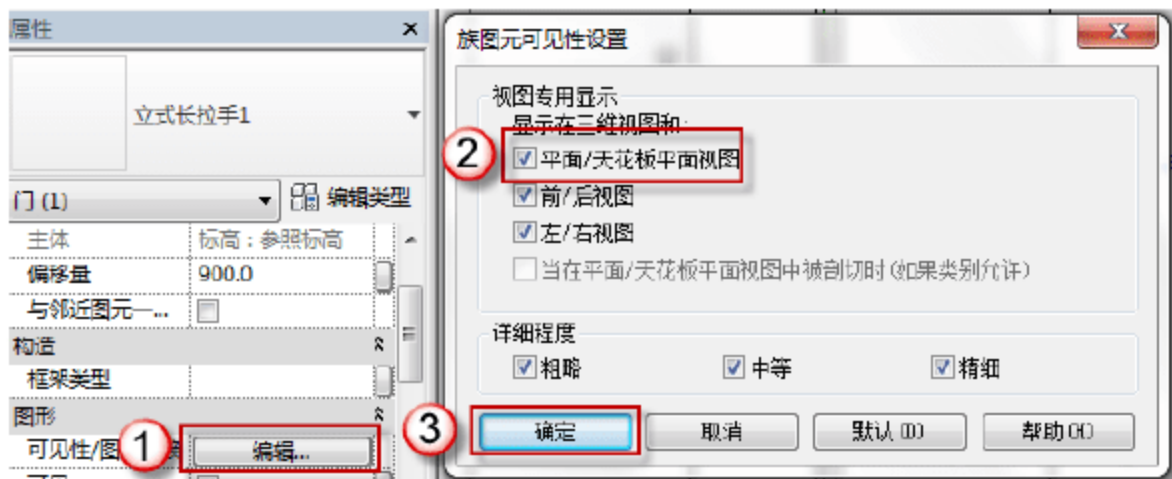 属性
立式长拉手1
门 (1)
编辑类型
主体
标高：参照标高
偏移量
900.0
与邻近图元一...
构造
框架类型
图形
1
可见性/图
编辑...
族图元可见性设置
视图专用显示
显示在三维视图和:
2
平面/天花板平面视图
前/后视图
左/右视图
当在平面/天花板平面视图中被剖切时(如果类别允许)
详细程度
粗略
中等
精细
3
确定
取消
默认(D)
帮助(H)